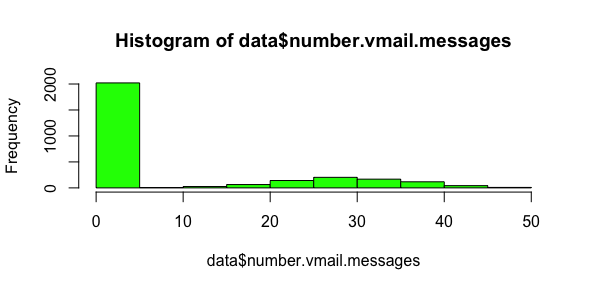 Histogram of data$number.vmail.messages
Frequency
2000
1000
0
0 10 20 30 40 50
data$number.vmail.messages